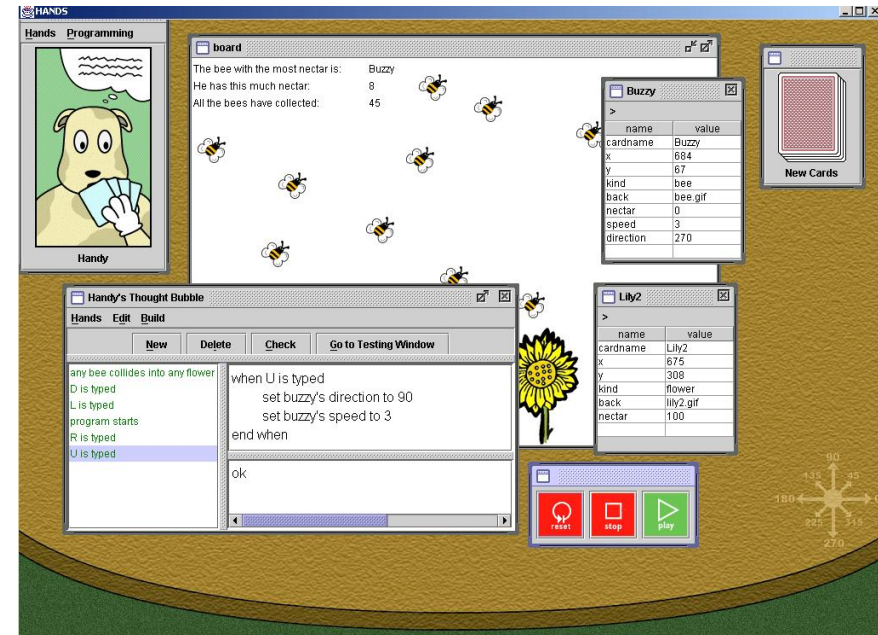 HANDS
Hands Programming
Handy
board
The bee with the most nectar is: Buzzy
He has this much nectar: 8
All the bees have collected: 45
Buzzy
>
name value
cardname Buzzy
x 684
y 67
kind bee
back bee.gif
nectar 0
speed 3
direction 270
New Cards
Handy's Thought Bubble
Hands Edit Build
New Delete Check Go to Testing Window
any bee collides into any flower
D is typed
L is typed
program starts
R is typed
U is typed
when U is typed
set buzzy's direction to 90
set buzzy's speed to 3
end when
ok
Lily2
>
name value
cardname Lily2
x 675
y 308
kind flower
back lily2.gif
nectar 100
reset stop play
90
135 45
180 0
225 315
270